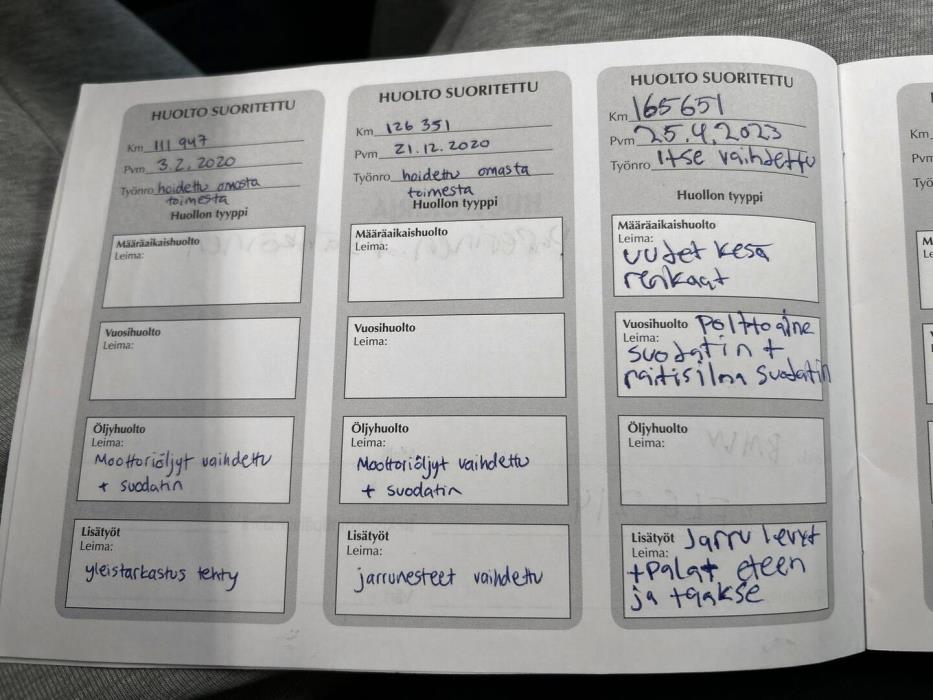 HUOLTO SUORITETTU
Km 111 947
Pvm 3.2.2020
Työnro hoidettu omasta
toimesta
Huollon tyyppi
Määräaikaishuolto
Leima:
Vuosihuolto
Leima:
Öljyhuolto
Leima:
Moottoriöljyt vaihdettu
+ suodatin
Lisätyöt
Leima:
yleistarkastus tehty
HUOLTO SUORITETTU
Km 126 351
Pvm 21.12.2020
Työnro hoidettu omasta
toimesta
Huollon tyyppi
Määräaikaishuolto
Leima:
Vuosihuolto
Leima:
Öljyhuolto
Leima:
Moottoriöljyt vaihdettu
+ suodatin
Lisätyöt
Leima:
jarrunesteet vaihdettu
HUOLTO SUORITETTU
Km 165651
Pvm 25.4.2023
Työnro Itse vaihdettu
Huollon tyyppi
Määräaikaishuolto
Leima:
uudet kesä
renkaat
Vuosihuolto Polttoaine
Leima:
suodatin +
raitisilma suodatin
Öljyhuolto
Leima:
Lisätyöt Jarru levyt
Leima:
+palat eteen
ja taakse
Km
Pvm